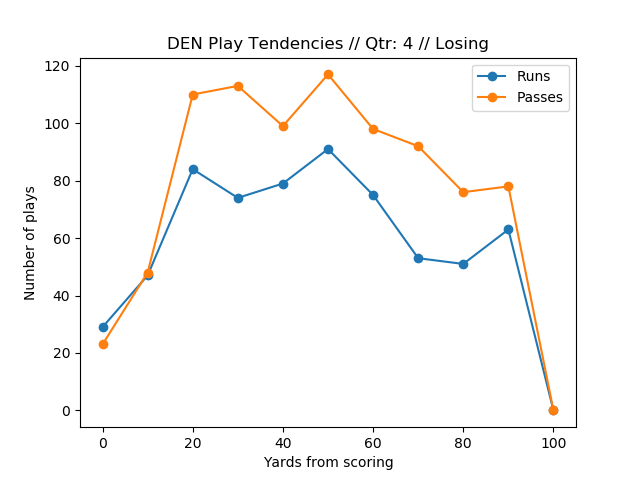 DEN Play Tendencies // Qtr: 4 // Losing
Runs
Passes
120
100
80
60
40
20
0
Number of plays
0 20 40 60 80 100
Yards from scoring